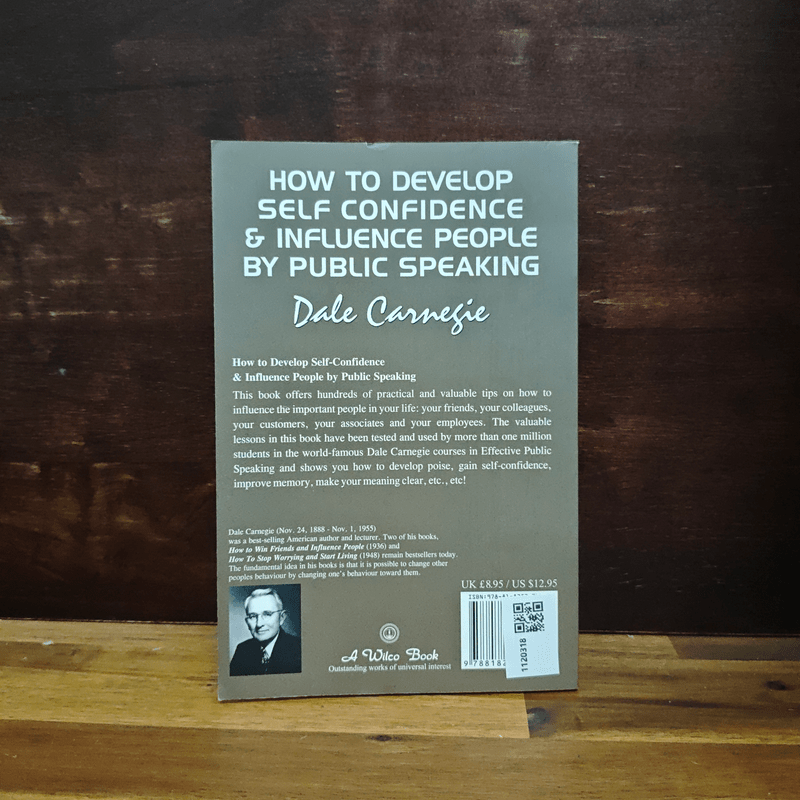 HOW TO DEVELOP
SELF CONFIDENCE
& INFLUENCE PEOPLE
BY PUBLIC SPEAKING
Dale Carnegie
How to Develop Self-Confidence
& Influence People by Public Speaking
This book offers hundreds of practical and valuable tips on how to
influence the important people in your life: your friends, your colleagues,
your customers, your associates and your employees. The valuable
lessons in this book have been tested and used by more than one million
students in the world-famous Dale Carnegie courses in Effective Public
Speaking and shows you how to develop poise, gain self-confidence,
improve memory, make your meaning clear, etc., etc!
Dale Carnegie (Nov. 24, 1888 - Nov. 1, 1955)
was a best-selling American author and lecturer. Two of his books,
How to Win Friends and Influence People (1936) and
How To Stop Worrying and Start Living (1948) remain bestsellers today.
The fundamental idea in his books is that it is possible to change other
peoples behaviour by changing one's behaviour toward them.
UK £8.95 / US $12.95
9 788182
1120318
A Wilco Book
Outstanding works of universal interest